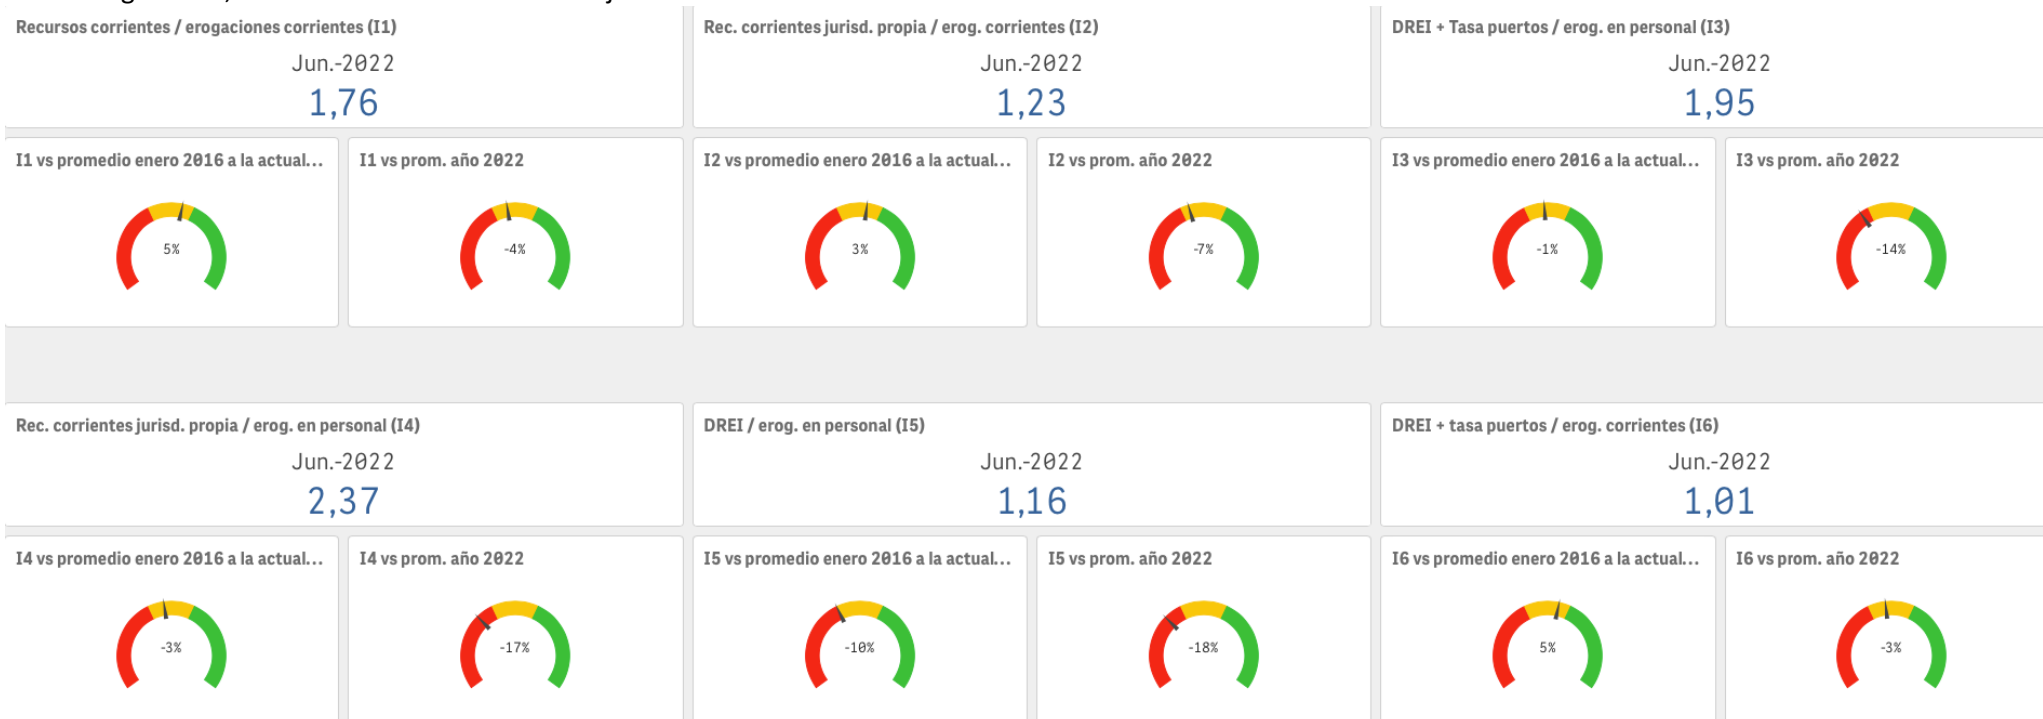 Recursos corrientes / erogaciones corrientes (I1)
Jun.-2022
1,76
Rec. corrientes jurisd. propia / erog. corrientes (I2)
Jun.-2022
1,23
DREI + Tasa puertos / erog. en personal (I3)
Jun.-2022
1,95
I1 vs promedio enero 2016 a la actual...
5%
I1 vs prom. año 2022
-4%
I2 vs promedio enero 2016 a la actual...
3%
I2 vs prom. año 2022
-7%
I3 vs promedio enero 2016 a la actual...
-1%
I3 vs prom. año 2022
-14%
Rec. corrientes jurisd. propia / erog. en personal (I4)
Jun.-2022
2,37
DREI / erog. en personal (I5)
Jun.-2022
1,16
DREI + tasa puertos / erog. corrientes (I6)
Jun.-2022
1,01
I4 vs promedio enero 2016 a la actual...
-3%
I4 vs prom. año 2022
-17%
I5 vs promedio enero 2016 a la actual...
-10%
I5 vs prom. año 2022
-18%
I6 vs promedio enero 2016 a la actual...
5%
I6 vs prom. año 2022
-3%